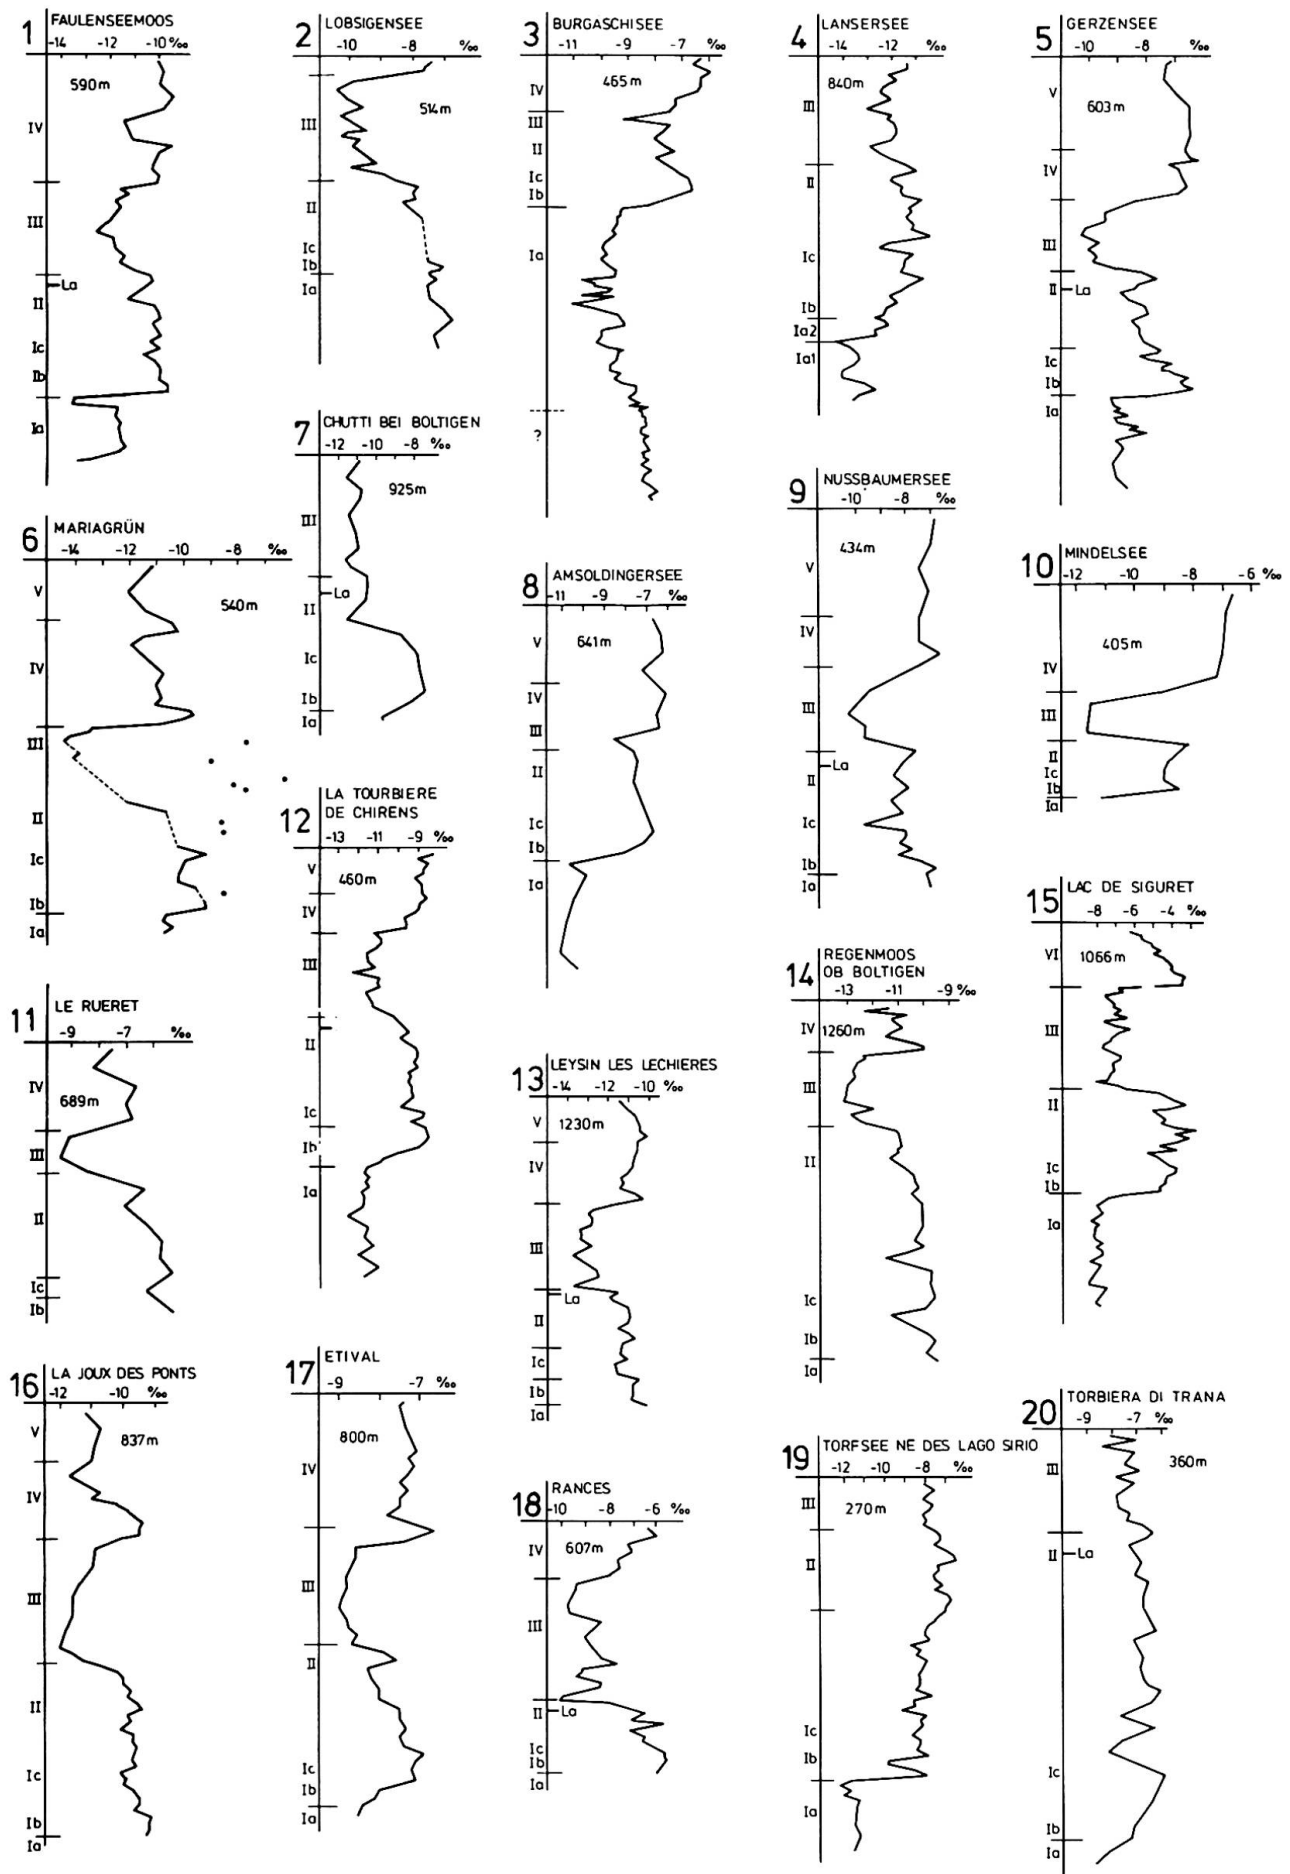 1 FAULENSEEMOOS
-14 -12 -10 ‰
590m
IV
III
La
II
Ic
Ib
Ia
2 LOBSIGENSEE
-10 -8 ‰
514m
III
II
Ic
Ib
Ia
3 BURGASCHISEE
-11 -9 -7 ‰
465m
IV
III
II
Ic
Ib
Ia
?
4 LANSERSEE
-14 -12 ‰
840m
III
II
Ic
Ib
Ia2
Ia1
5 GERZENSEE
-10 -8 ‰
V
603m
IV
III
II La
Ic
Ib
Ia
6 MARIAGRÜN
-14 -12 -10 -8 ‰
V
540m
IV
III
II
Ic
Ib
Ia
7 CHUTTI BEI BOLTIGEN
-12 -10 -8 ‰
925m
III
La
II
Ic
Ib
Ia
8 AMSOLDINGERSEE
-11 -9 -7 ‰
V
641m
IV
III
II
Ic
Ib
Ia
9 NUSSBAUMERSEE
-10 -8 ‰
434m
V
IV
III
La
II
Ic
Ib
Ia
10 MINDELSEE
-12 -10 -8 -6 ‰
405m
IV
III
II
Ic
Ib
Ia
11 LE RUERET
-9 -7 ‰
IV
689m
III
II
Ic
Ib
12 LA TOURBIERE
DE CHIRENS
-13 -11 -9 ‰
V
460m
IV
III
II
Ic
Ib
Ia
13 LEYSIN LES LECHIERES
-14 -12 -10 ‰
V 1230m
IV
III
La
II
Ic
Ib
Ia
14 REGENMOOS
OB BOLTIGEN
-13 -11 -9 ‰
IV 1260m
III
II
Ic
Ib
Ia
15 LAC DE SIGURET
-8 -6 -4 ‰
VI 1066m
III
II
Ic
Ib
Ia
16 LA JOUX DES PONTS
-12 -10 ‰
V 837m
IV
III
II
Ic
Ib
Ia
17 ETIVAL
-9 -7 ‰
800m
IV
III
II
Ic
Ib
Ia
18 RANCES
-10 -8 -6 ‰
IV 607m
III
II La
Ic
Ib
Ia
19 TORFSEE NE DES LAGO SIRIO
-12 -10 -8 ‰
III 270m
II
Ic
Ib
Ia
20 TORBIERA DI TRANA
-9 -7 ‰
III 360m
II La
Ic
Ib
Ia